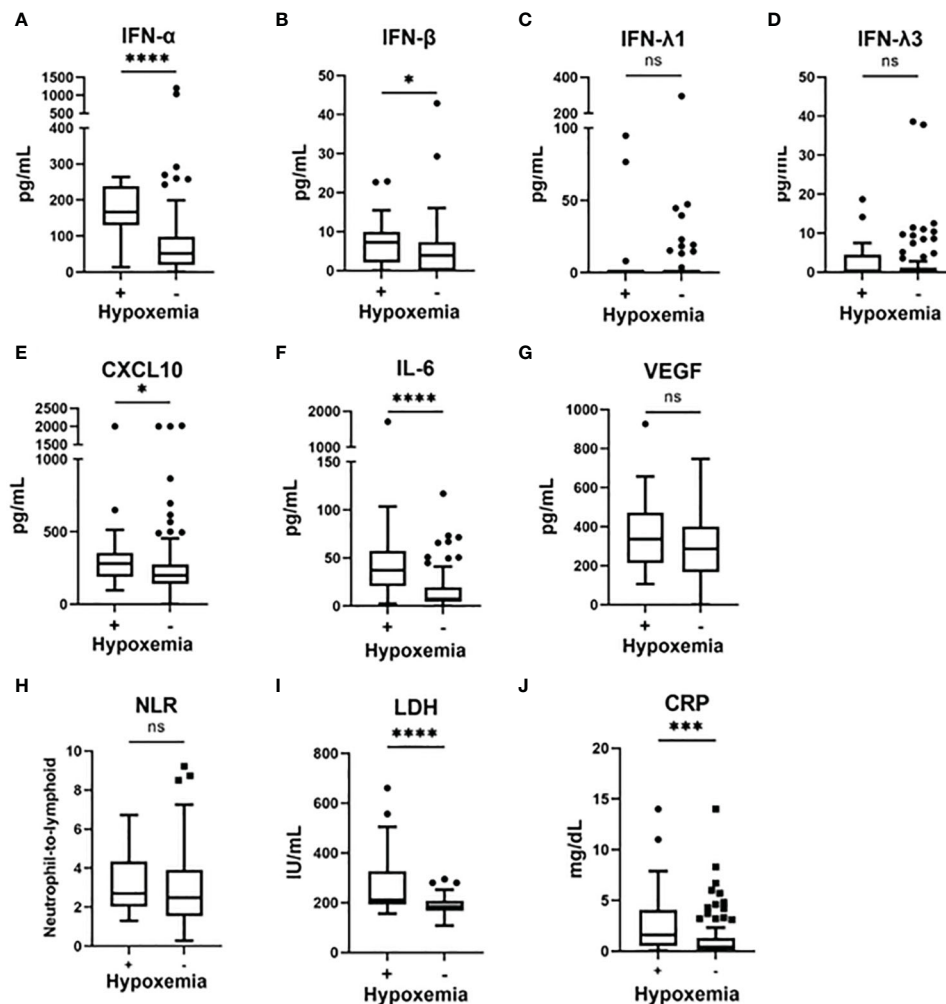 A
IFN-α
****
1500
1000
500
400
300
200
100
0
pg/mL
+
-
Hypoxemia
B
IFN-β
*
50
40
30
20
10
0
pg/mL
+
-
Hypoxemia
C
IFN-λ1
ns
400
300
200
100
50
0
pg/mL
+
-
Hypoxemia
D
IFN-λ3
ns
50
40
30
20
10
0
pg/mL
+
-
Hypoxemia
E
CXCL10
*
2500
2000
1500
1000
500
0
pg/mL
+
-
Hypoxemia
F
IL-6
****
2000
1000
150
100
50
0
pg/mL
+
-
Hypoxemia
G
VEGF
ns
1000
800
600
400
200
0
pg/mL
+
-
Hypoxemia
H
NLR
ns
10
8
6
4
2
0
Neutrophil-to-lymphoid
+
-
Hypoxemia
I
LDH
****
800
600
400
200
0
IU/mL
+
-
Hypoxemia
J
CRP
***
20
15
10
5
0
mg/dL
+
-
Hypoxemia